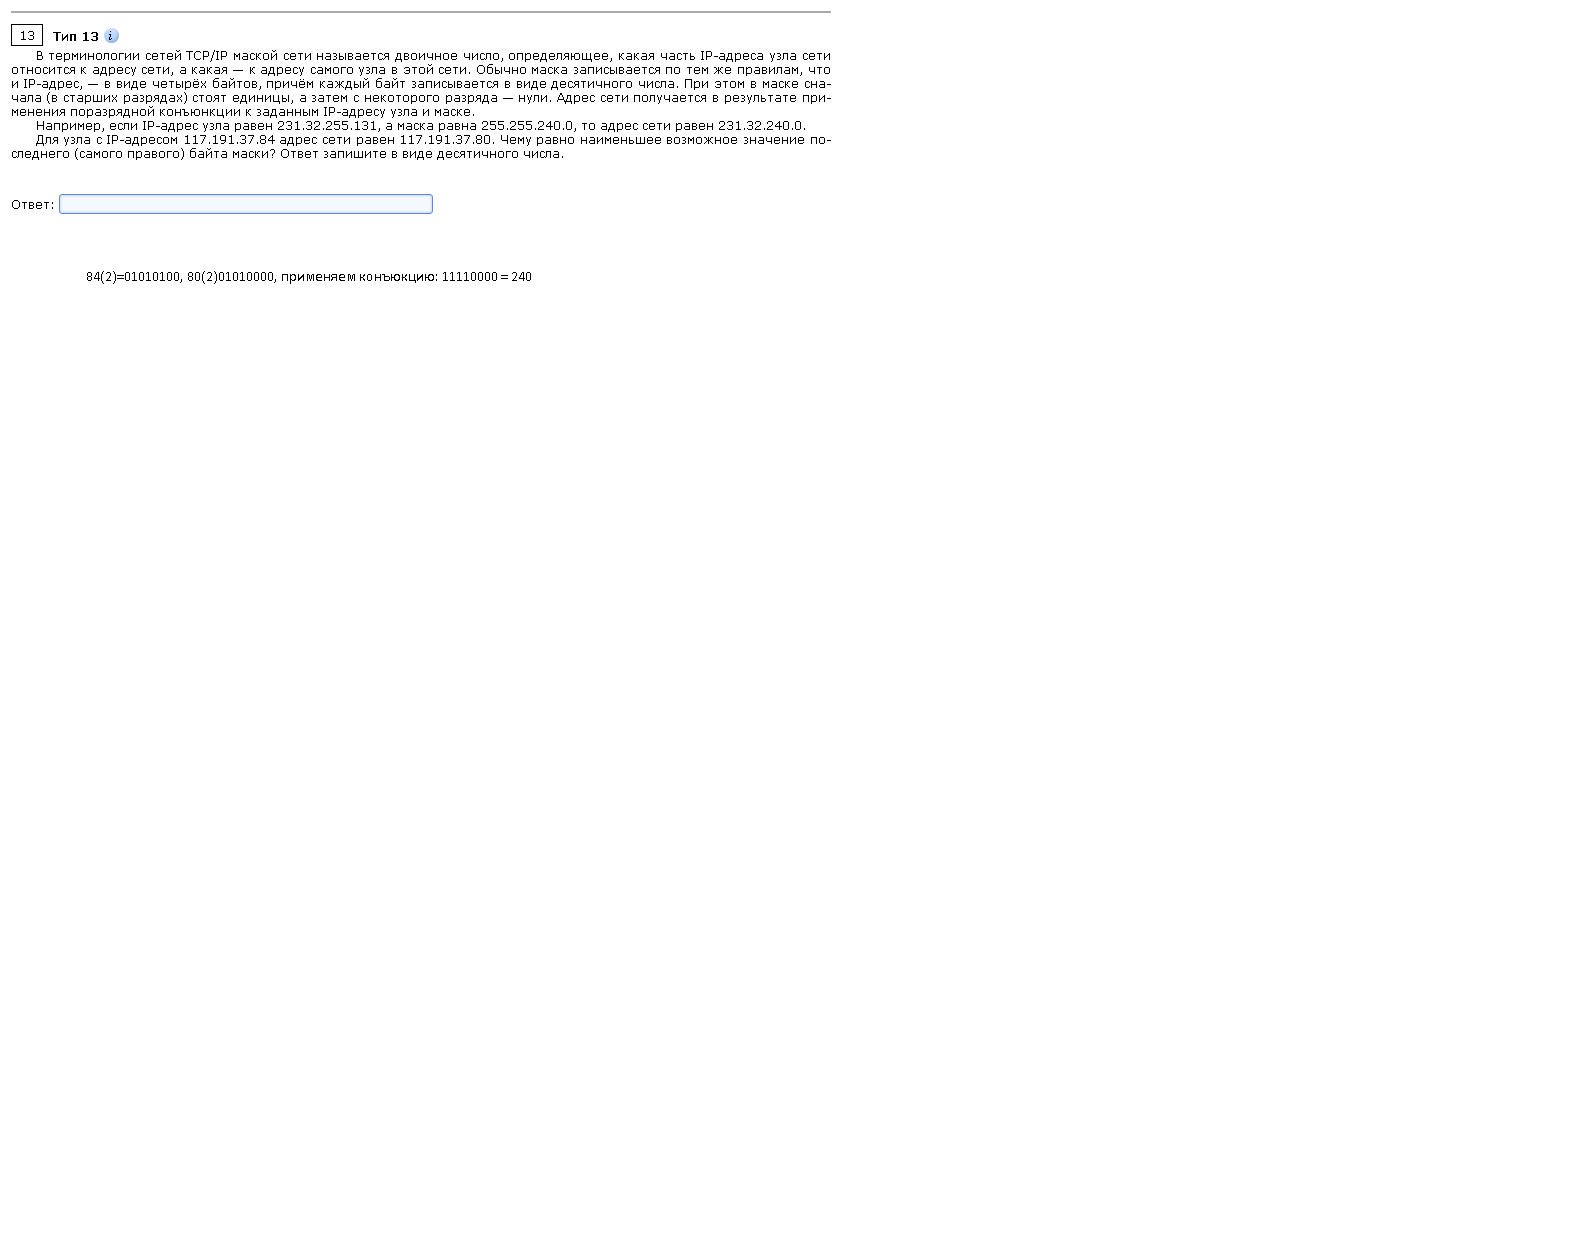 13 Тип 13 i
В терминологии сетей TCP/IP маской сети называется двоичное число, определяющее, какая часть IP-адреса узла сети
относится к адресу сети, а какая — к адресу самого узла в этой сети. Обычно маска записывается по тем же правилам, что
и IP-адрес, — в виде четырёх байтов, причём каждый байт записывается в виде десятичного числа. При этом в маске сна-
чала (в старших разрядах) стоят единицы, а затем с некоторого разряда — нули. Адрес сети получается в результате при-
менения поразрядной конъюнкции к заданным IP-адресу узла и маске.
Например, если IP-адрес узла равен 231.32.255.131, а маска равна 255.255.240.0, то адрес сети равен 231.32.240.0.
Для узла с IP-адресом 117.191.37.84 адрес сети равен 117.191.37.80. Чему равно наименьшее возможное значение по-
следнего (самого правого) байта маски? Ответ запишите в виде десятичного числа.
Ответ:
84(2)=01010100, 80(2)01010000, применяем конъюкцию: 11110000 = 240